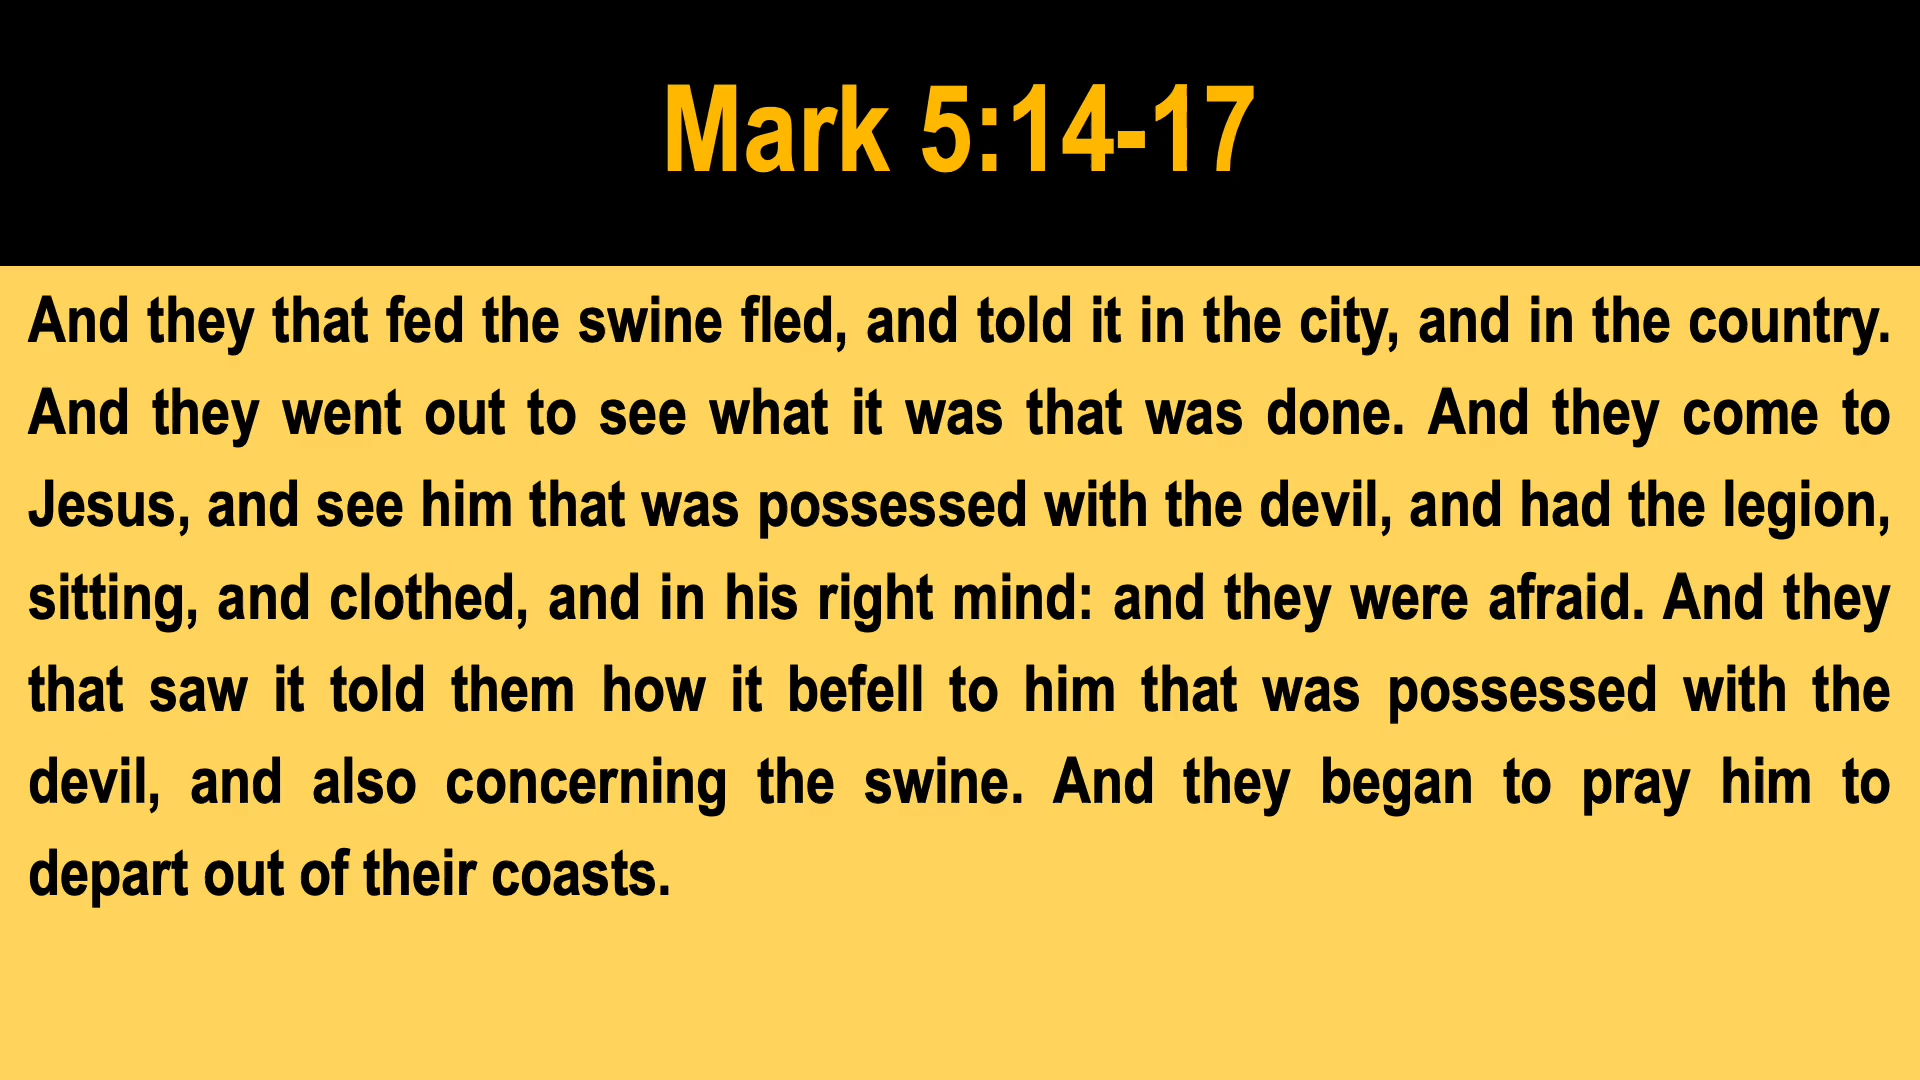 Mark 5:14-17
And they that fed the swine fled, and told it in the city, and in the country.
And they went out to see what it was that was done. And they come to
Jesus, and see him that was possessed with the devil, and had the legion,
sitting, and clothed, and in his right mind: and they were afraid. And they
that saw it told them how it befell to him that was possessed with the
devil, and also concerning the swine. And they began to pray him to
depart out of their coasts.